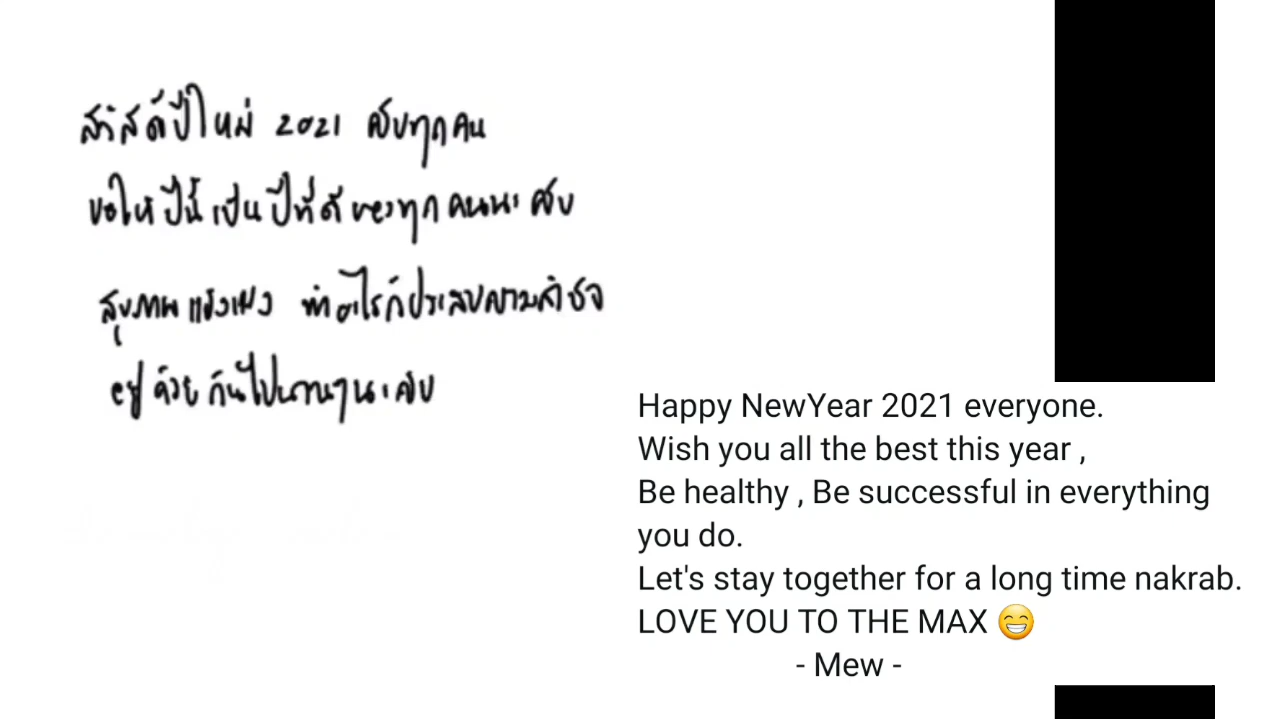 สวัสดีปีใหม่ 2021 ครับทุกคน
ขอให้ปีนี้เป็นปีที่ดีของทุกคนนะครับ
สุขภาพแข็งแรง ทำอะไรก็ประสบความสำเร็จ
อยู่ด้วยกันไปนานๆนะครับ
Happy NewYear 2021 everyone.
Wish you all the best this year ,
Be healthy , Be successful in everything
you do.
Let's stay together for a long time nakrab.
LOVE YOU TO THE MAX 😁
- Mew -